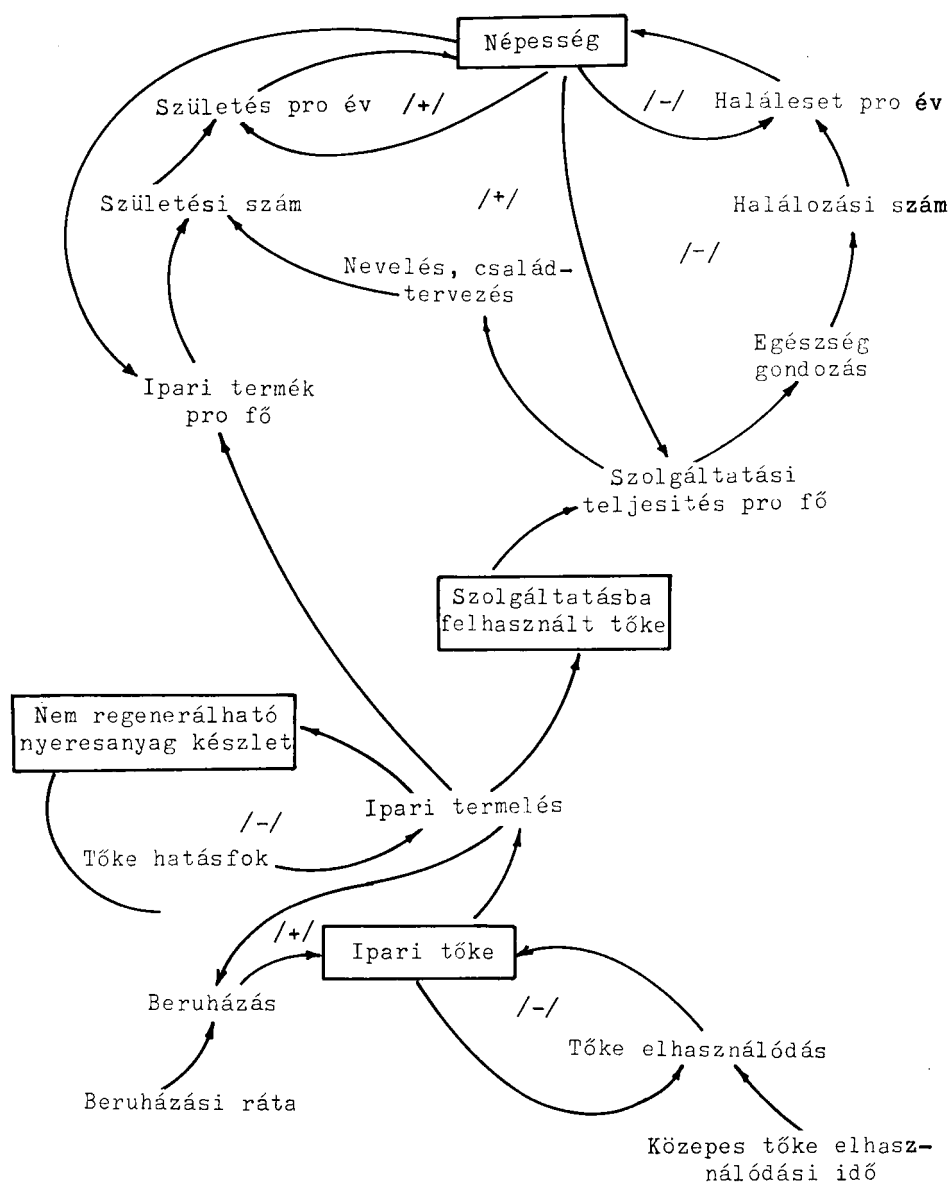 Népesség
Születés pro év
/+/
/-/
Haláleset pro év
Születési szám
/+/
Halálozási szám
/-/
Nevelés, család-
tervezés
Egészség
gondozás
Ipari termék
pro fő
Szolgáltatási
teljesités pro fő
Szolgáltatásba
felhasznált tőke
Nem regenerálható
nyeresanyag készlet
Ipari termelés
/-/
Tőke hatásfok
/+/
Ipari tőke
Beruházás
/-/
Tőke elhasználódás
Beruházási ráta
Közepes tőke elhasz-
nálódási idő